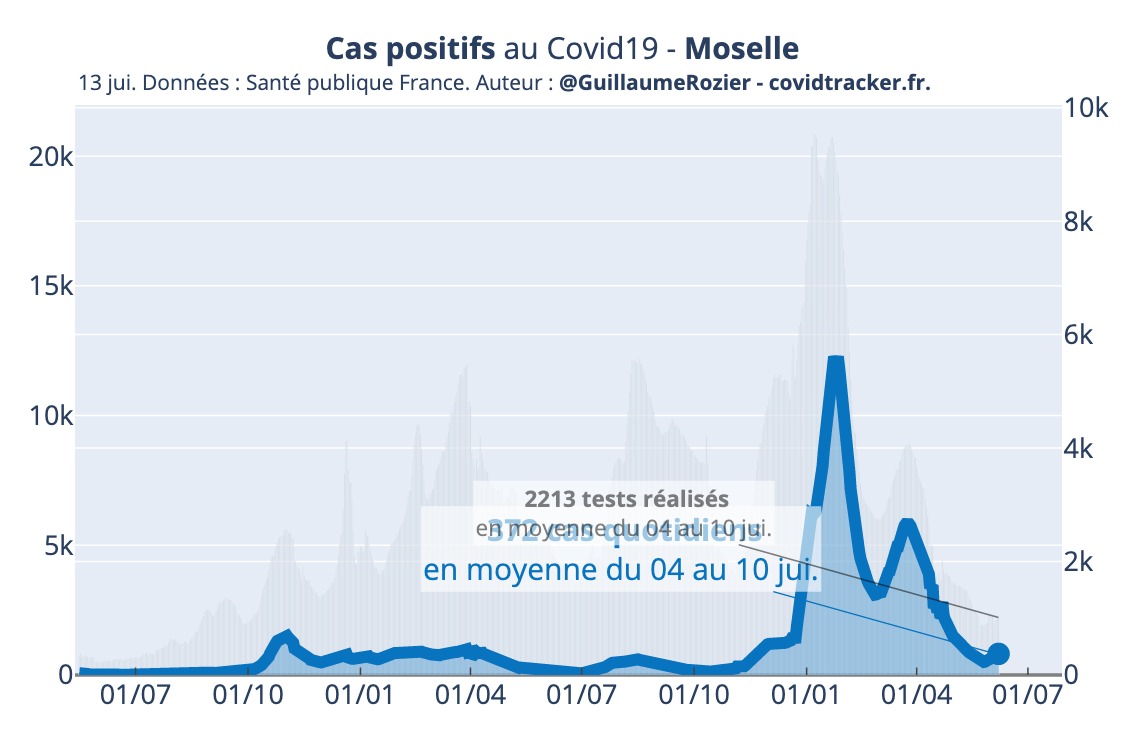 Cas positifs au Covid19 - Moselle
13 jui. Données : Santé publique France. Auteur : @GuillaumeRozier - covidtracker.fr.
10k
20k
8k
15k
6k
10k
4k
2213 tests réalisés
en moyenne du 04 au 10 jui.
372 cas quotidiens
en moyenne du 04 au 10 jui.
5k
2k
0
0
01/07 01/10 01/01 01/04 01/07 01/10 01/01 01/04 01/07